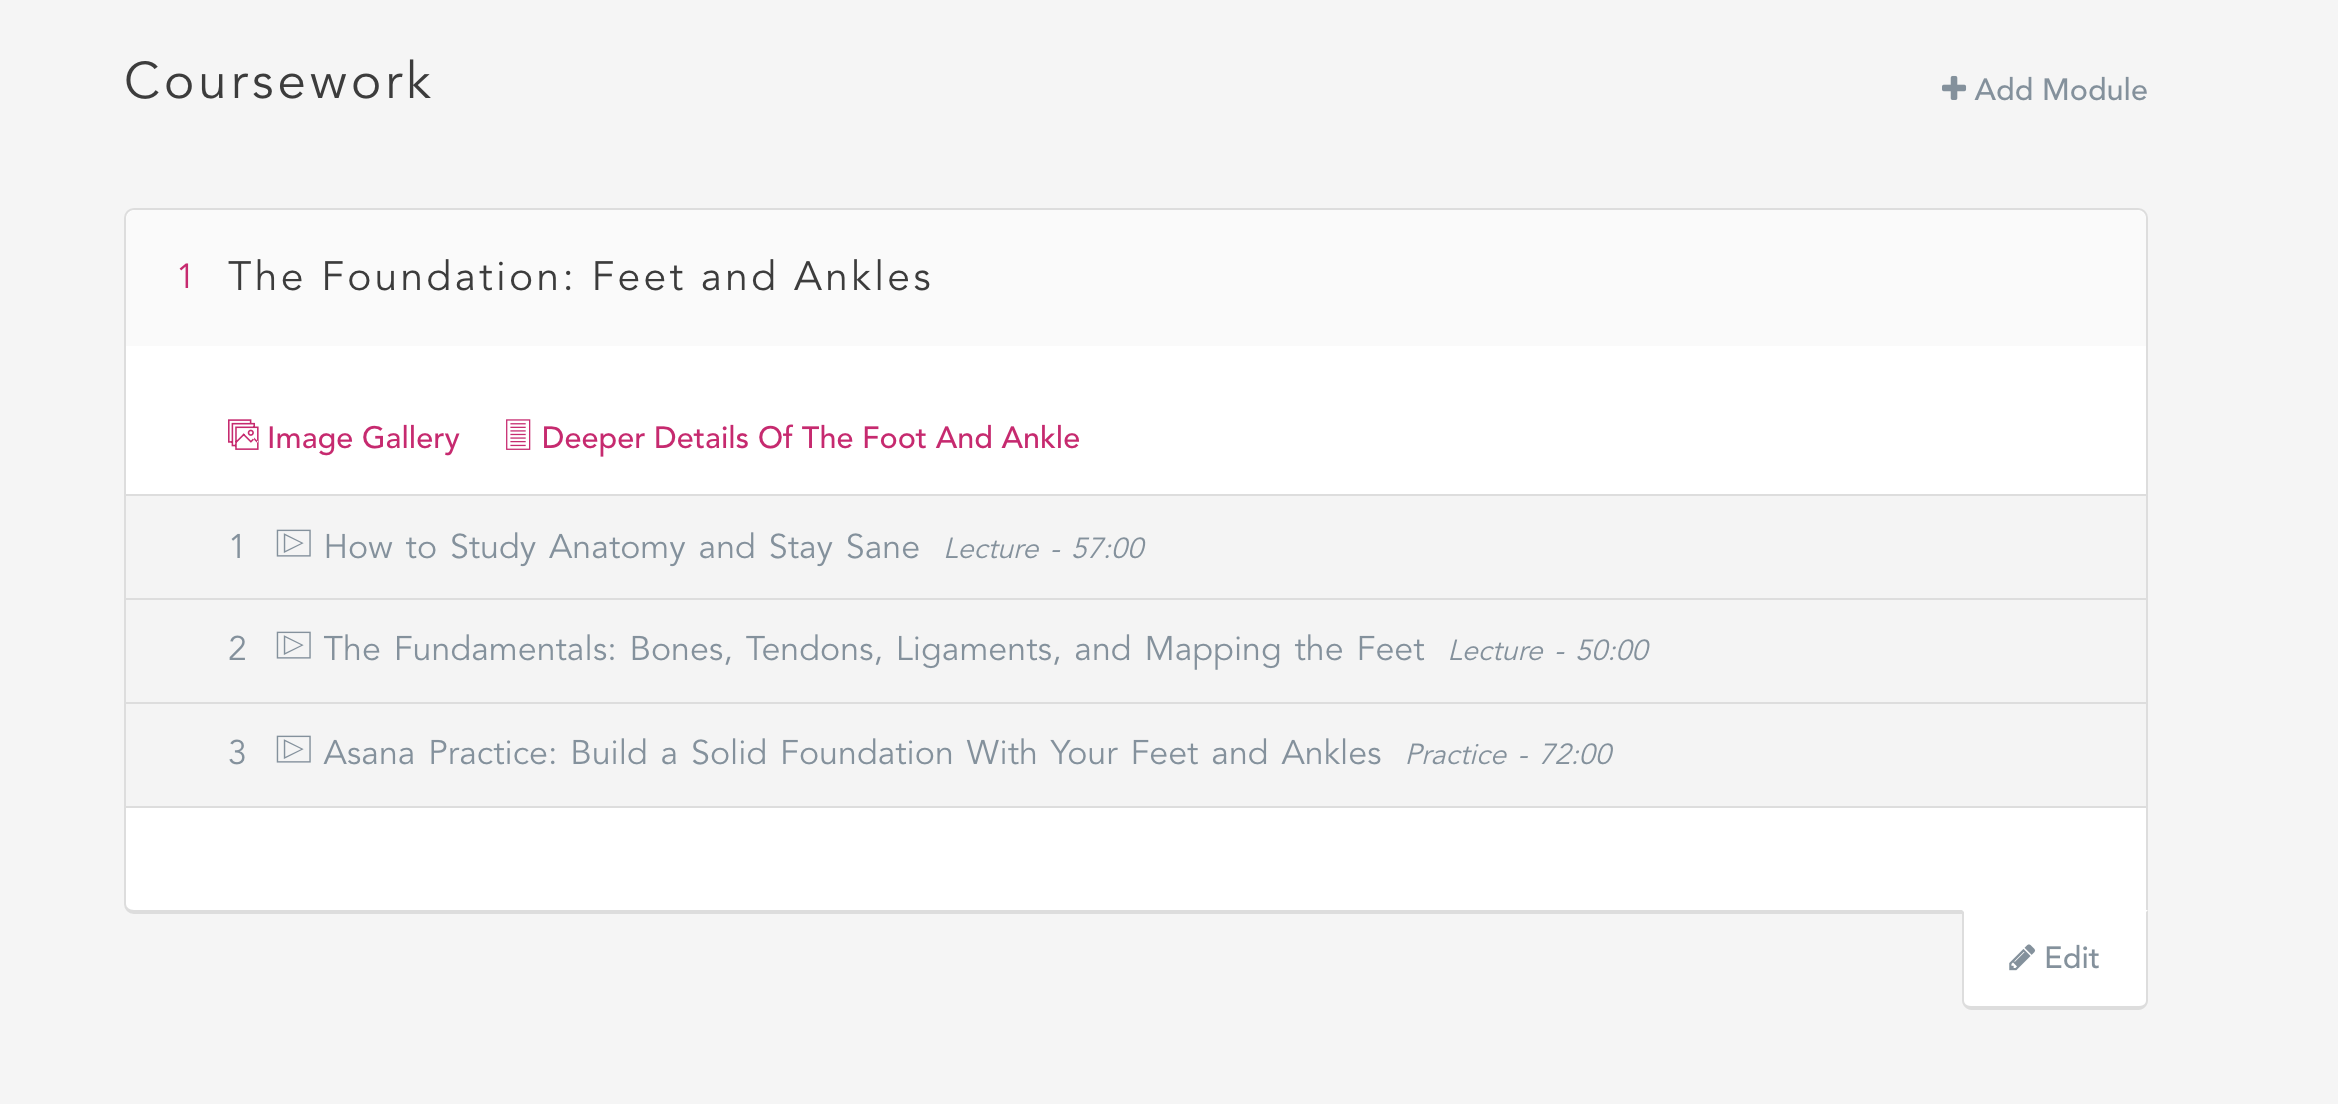 Coursework
Add Module
1 The Foundation: Feet and Ankles
Image Gallery Deeper Details Of The Foot And Ankle
1 How to Study Anatomy and Stay Sane Lecture - 57:00
2 The Fundamentals: Bones, Tendons, Ligaments, and Mapping the Feet Lecture - 50:00
3 Asana Practice: Build a Solid Foundation With Your Feet and Ankles Practice - 72:00
Edit